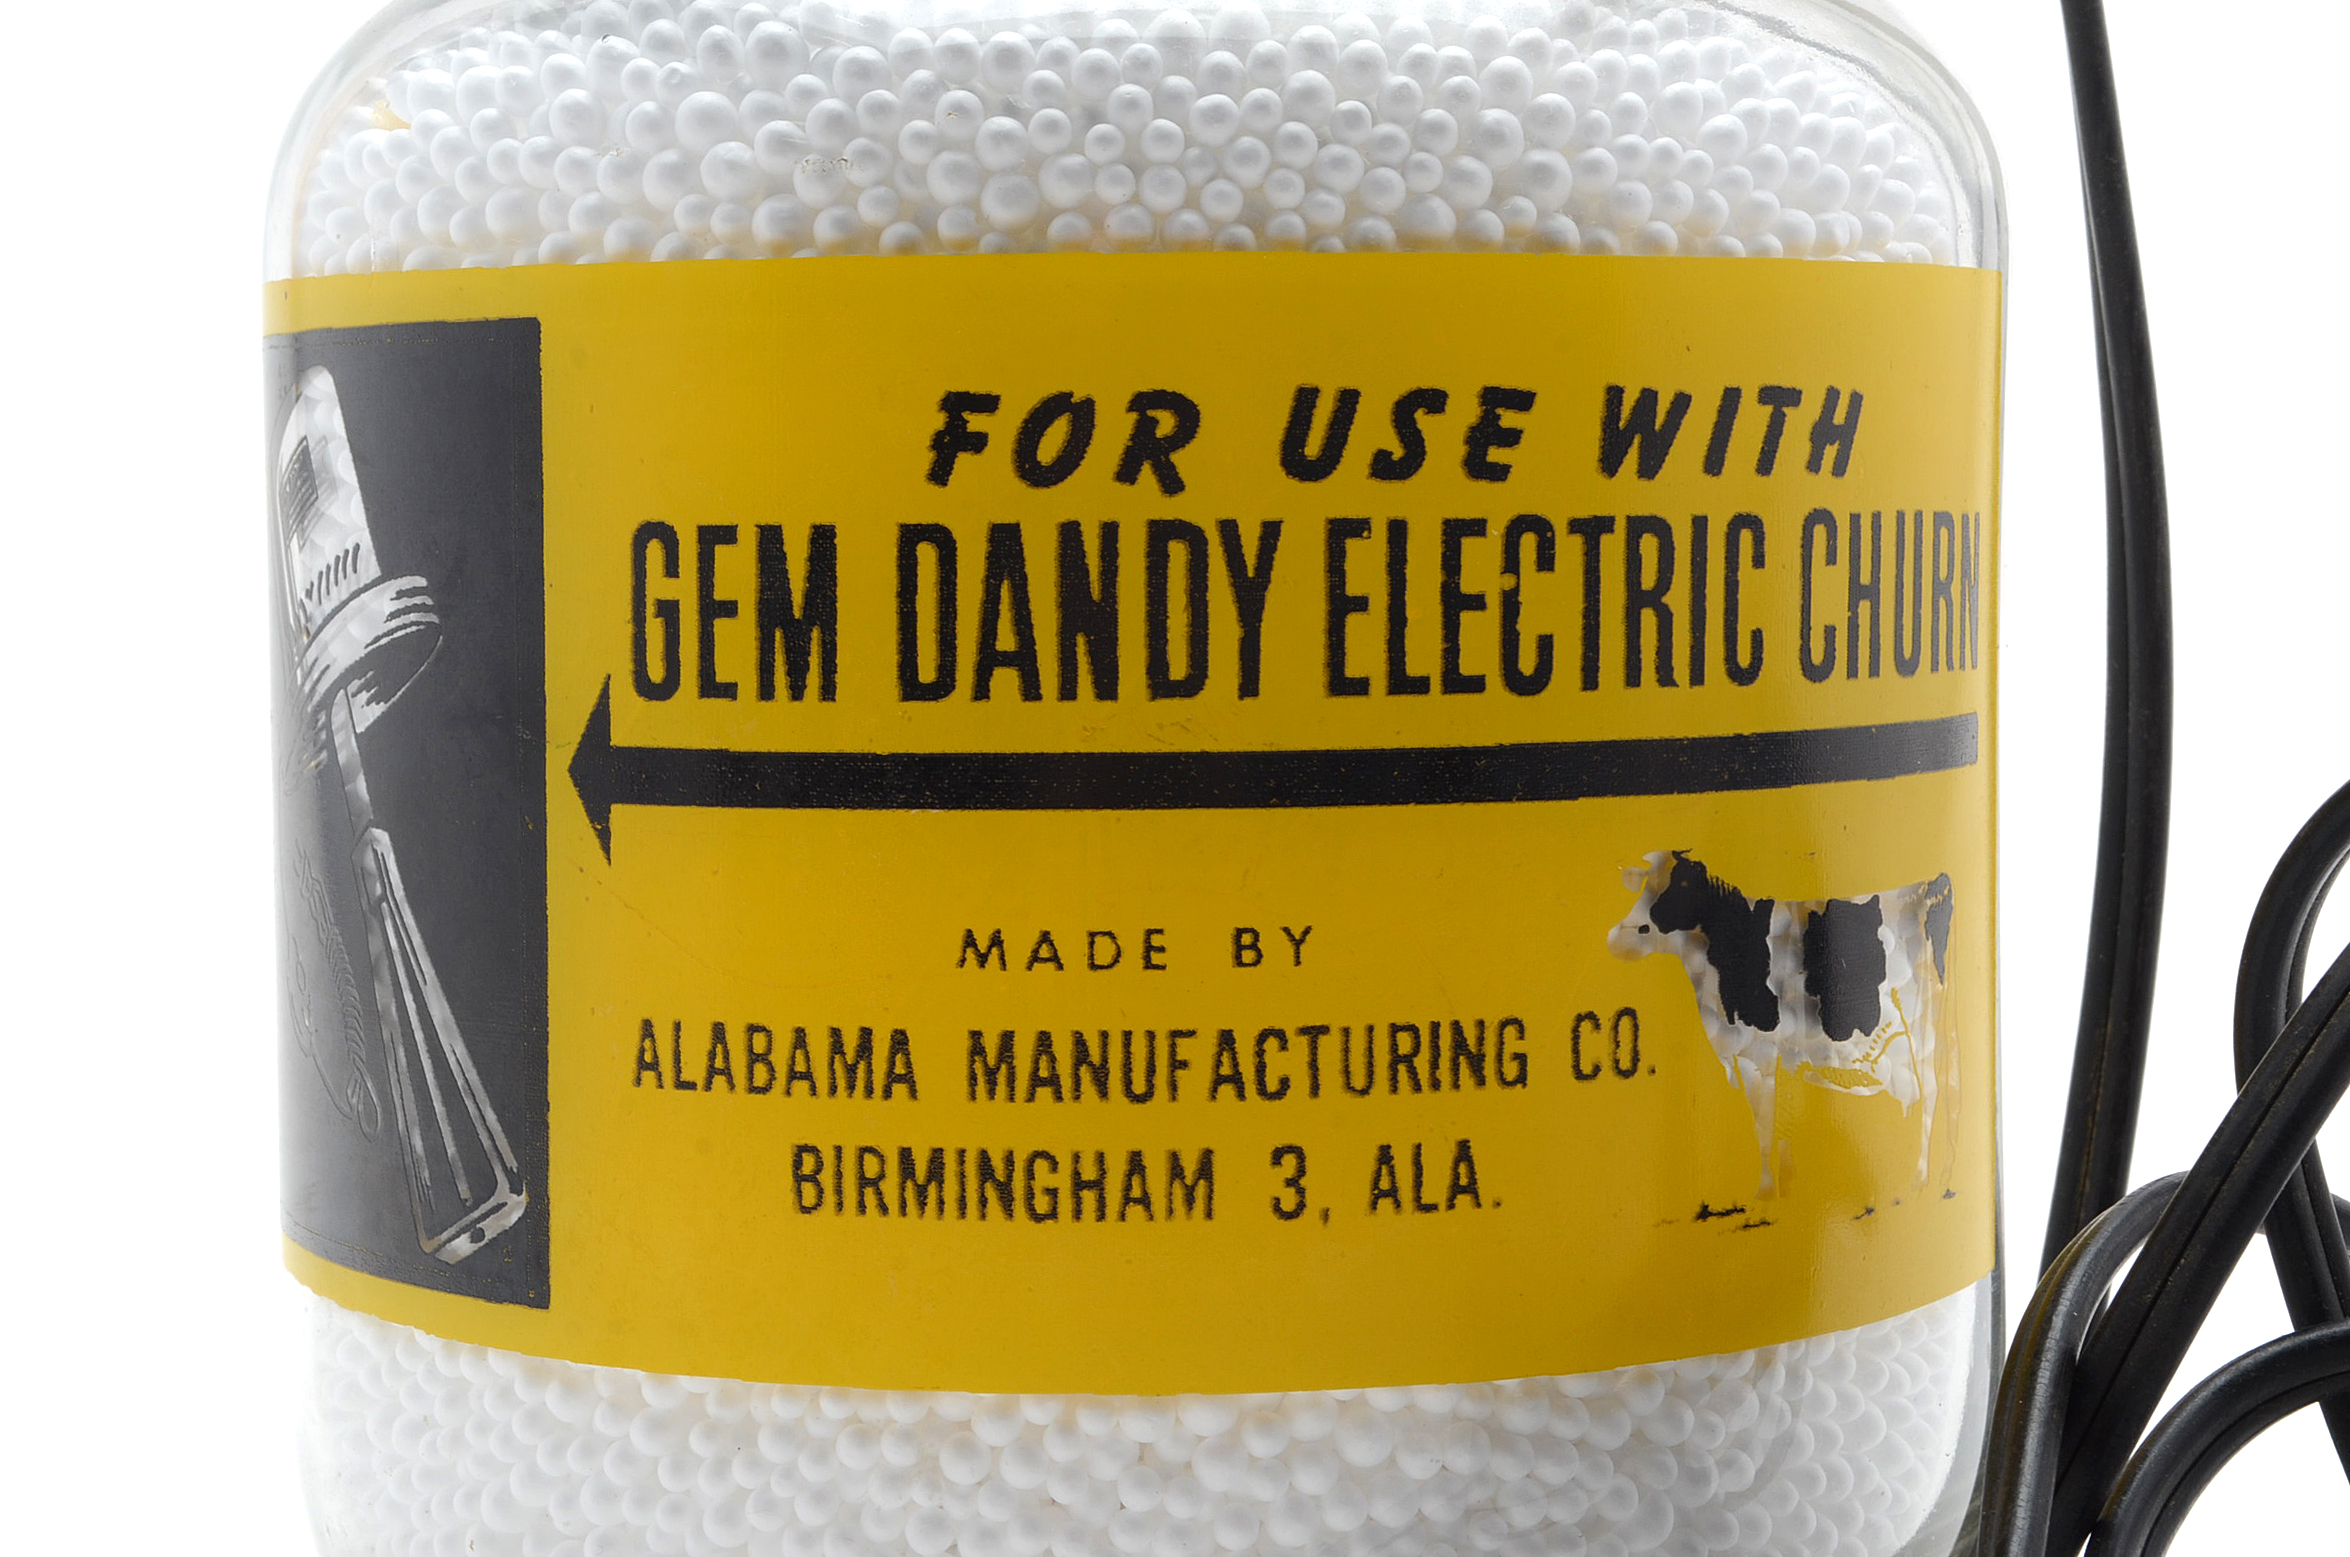 FOR USE WITH
GEM DANDY ELECTRIC CHURN
MADE BY
ALABAMA MANUFACTURING CO.
BIRMINGHAM 3, ALA.